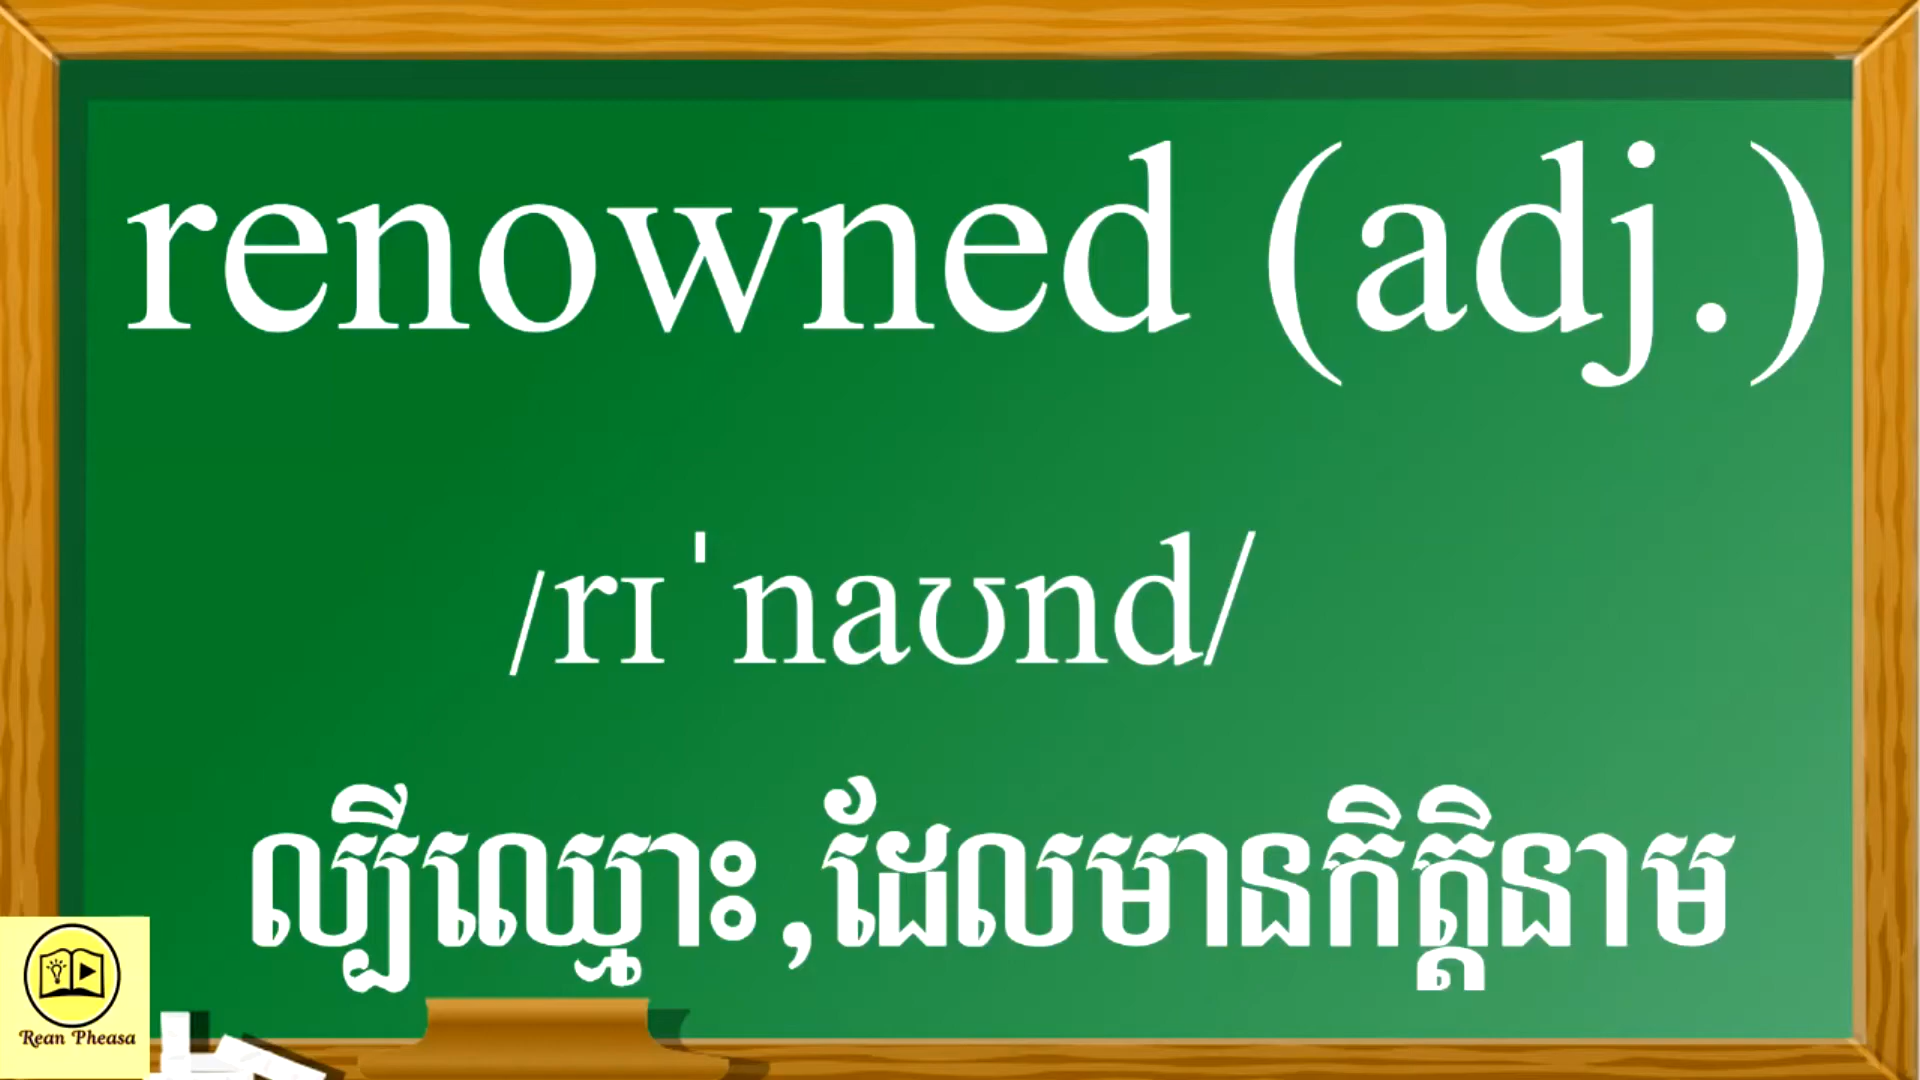 renowned (adj.)
/rɪˈnaʊnd/
ល្បីឈ្មោះ,ដែលមានកិត្តិនាម
Rean Pheasa